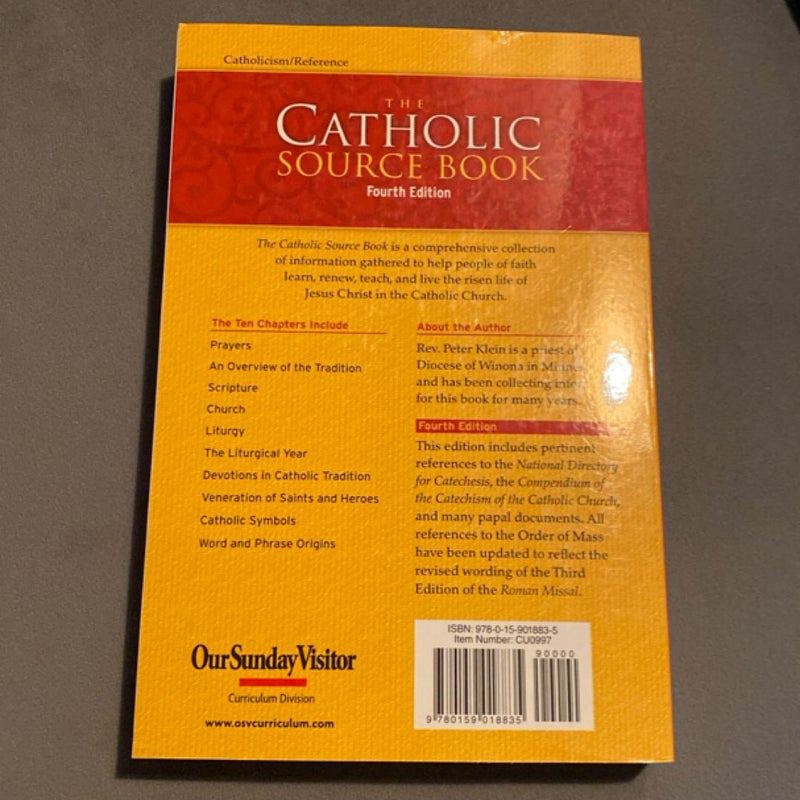 Catholicism/Reference
THE
CATHOLIC
SOURCE BOOK
Fourth Edition
The Catholic Source Book is a comprehensive collection
of information gathered to help people of faith
learn, renew, teach, and live the risen life of
Jesus Christ in the Catholic Church.
The Ten Chapters Include
Prayers
An Overview of the Tradition
Scripture
Church
Liturgy
The Liturgical Year
Devotions in Catholic Tradition
Veneration of Saints and Heroes
Catholic Symbols
Word and Phrase Origins
About the Author
Rev. Peter Klein is a priest of
Diocese of Winona in
and has been collecting
for this book for many years.
Fourth Edition
This edition includes pertinent
references to the National Directory
for Catechesis, the Compendium of
the Catechism of the Catholic Church,
and many papal documents. All
references to the Order of Mass
have been updated to reflect the
revised wording of the Third
Edition of the Roman Missal.
OurSundayVisitor
Curriculum Division
www.osvcurriculum.com
ISBN: 978-0-15-901883-5
Item Number: CU0997
90000
9 780159 018835